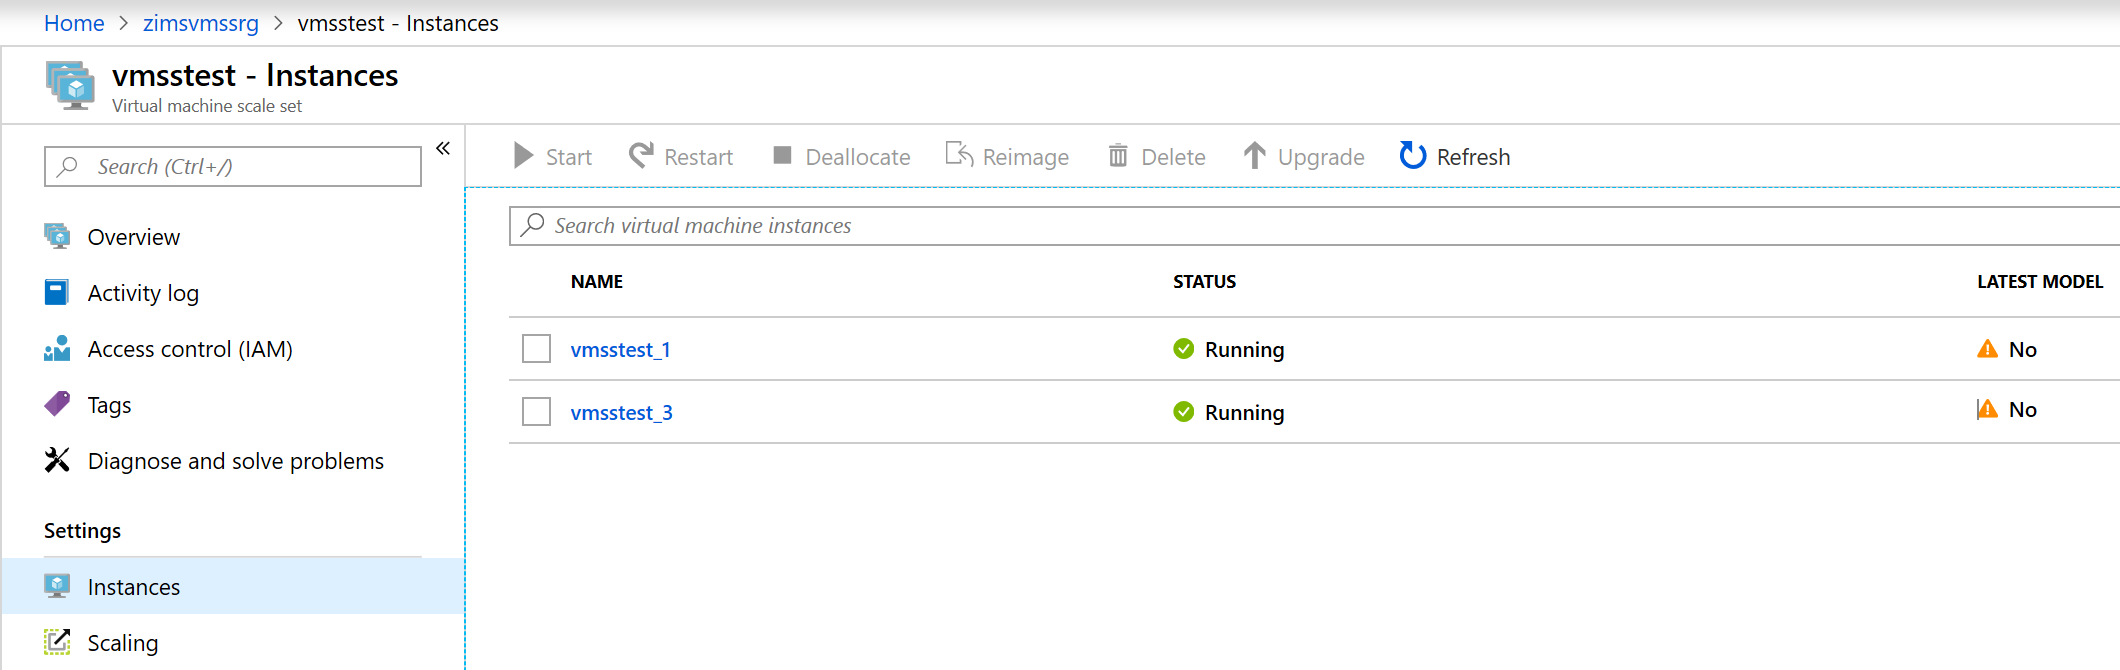 Home > zimsvmssrg > vmsstest - Instances
vmsstest - Instances
Virtual machine scale set
Search (Ctrl+/)
«
Overview
Activity log
Access control (IAM)
Tags
Diagnose and solve problems
Settings
Instances
Scaling
Start Restart Deallocate Reimage Delete Upgrade Refresh
Search virtual machine instances
NAME STATUS LATEST MODEL
vmsstest_1 Running No
vmsstest_3 Running No